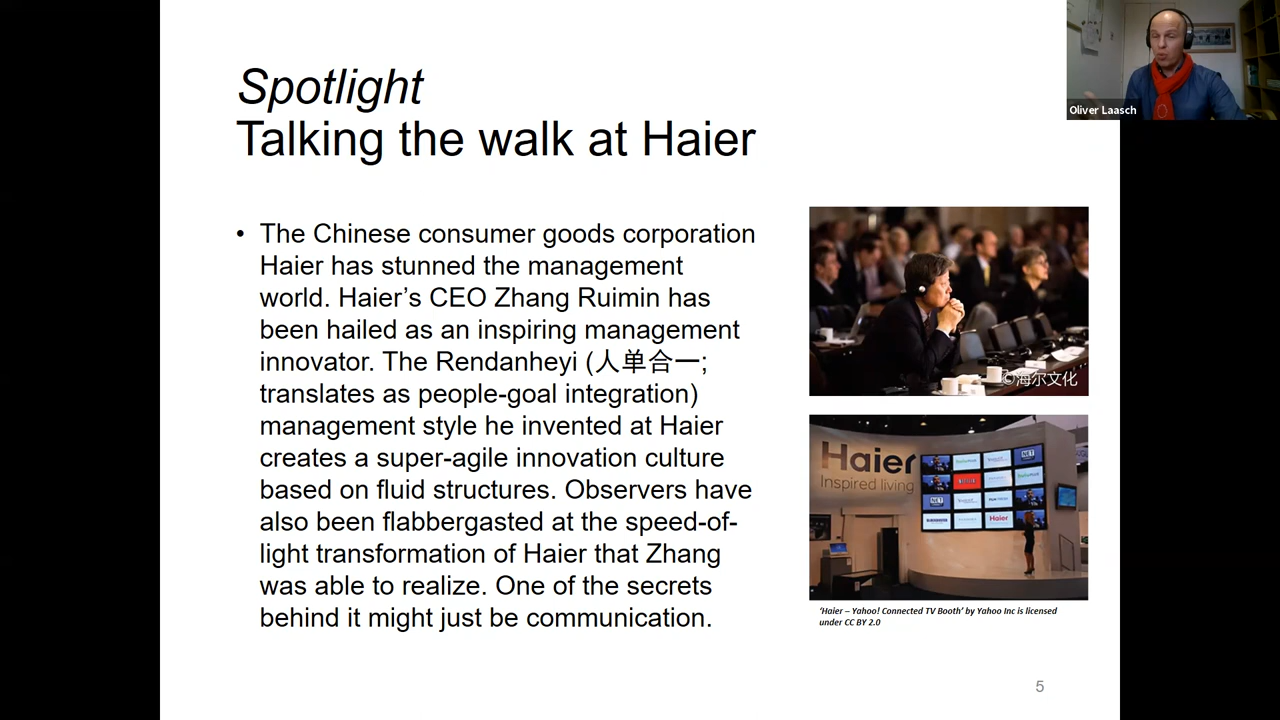 Spotlight
Talking the walk at Haier
• The Chinese consumer goods corporation
Haier has stunned the management
world. Haier’s CEO Zhang Ruimin has
been hailed as an inspiring management
innovator. The Rendanheyi (人单合一;
translates as people-goal integration)
management style he invented at Haier
creates a super-agile innovation culture
based on fluid structures. Observers have
also been flabbergasted at the speed-of-
light transformation of Haier that Zhang
was able to realize. One of the secrets
behind it might just be communication.
Oliver Laasch
©海尔文化
Haier
Inspired living
NET
NET
Haier
‘Haier – Yahoo! Connected TV Booth’ by Yahoo Inc is licensed
under CC BY 2.0
5